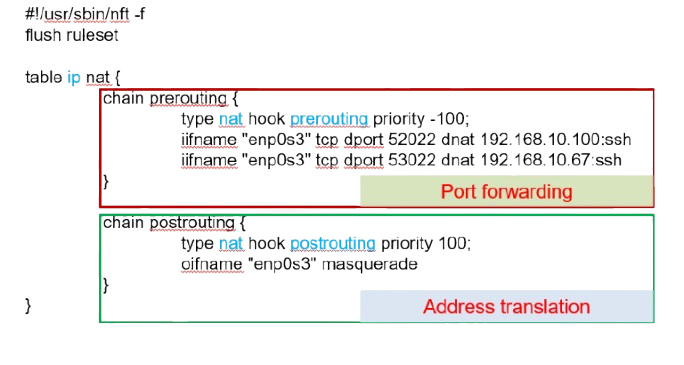 #!/usr/sbin/nft -f
flush ruleset
table ip nat {
chain prerouting {
type nat hook prerouting priority -100;
iifname "enp0s3" tcp dport 52022 dnat 192.168.10.100:ssh
iifname "enp0s3" tcp dport 53022 dnat 192.168.10.67:ssh
}
Port forwarding
chain postrouting {
type nat hook postrouting priority 100;
oifname "enp0s3" masquerade
}
Address translation
}